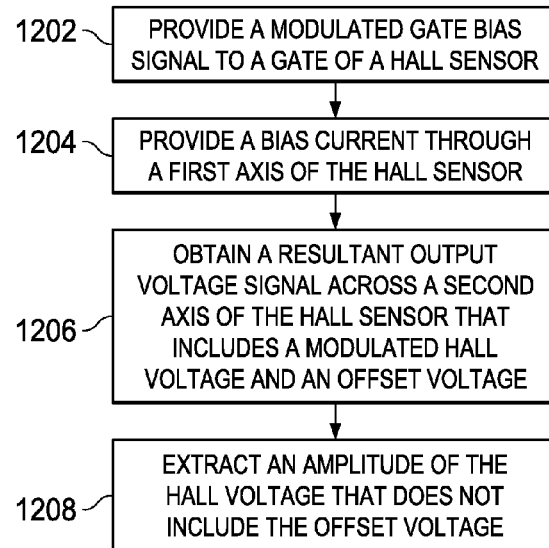 1202
PROVIDE A MODULATED GATE BIAS
SIGNAL TO A GATE OF A HALL SENSOR
1204
PROVIDE A BIAS CURRENT THROUGH
A FIRST AXIS OF THE HALL SENSOR
1206
OBTAIN A RESULTANT OUTPUT
VOLTAGE SIGNAL ACROSS A SECOND
AXIS OF THE HALL SENSOR THAT
INCLUDES A MODULATED HALL
VOLTAGE AND AN OFFSET VOLTAGE
1208
EXTRACT AN AMPLITUDE OF THE
HALL VOLTAGE THAT DOES NOT
INCLUDE THE OFFSET VOLTAGE